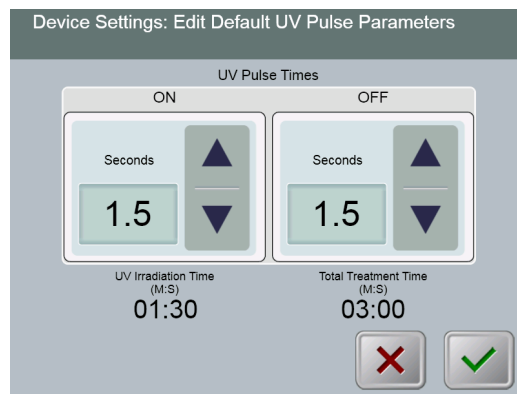 Device Settings: Edit Default UV Pulse Parameters
UV Pulse Times
ON
OFF
Seconds
1.5
Seconds
1.5
UV Irradiation Time
(M:S)
01:30
Total Treatment Time
(M:S)
03:00